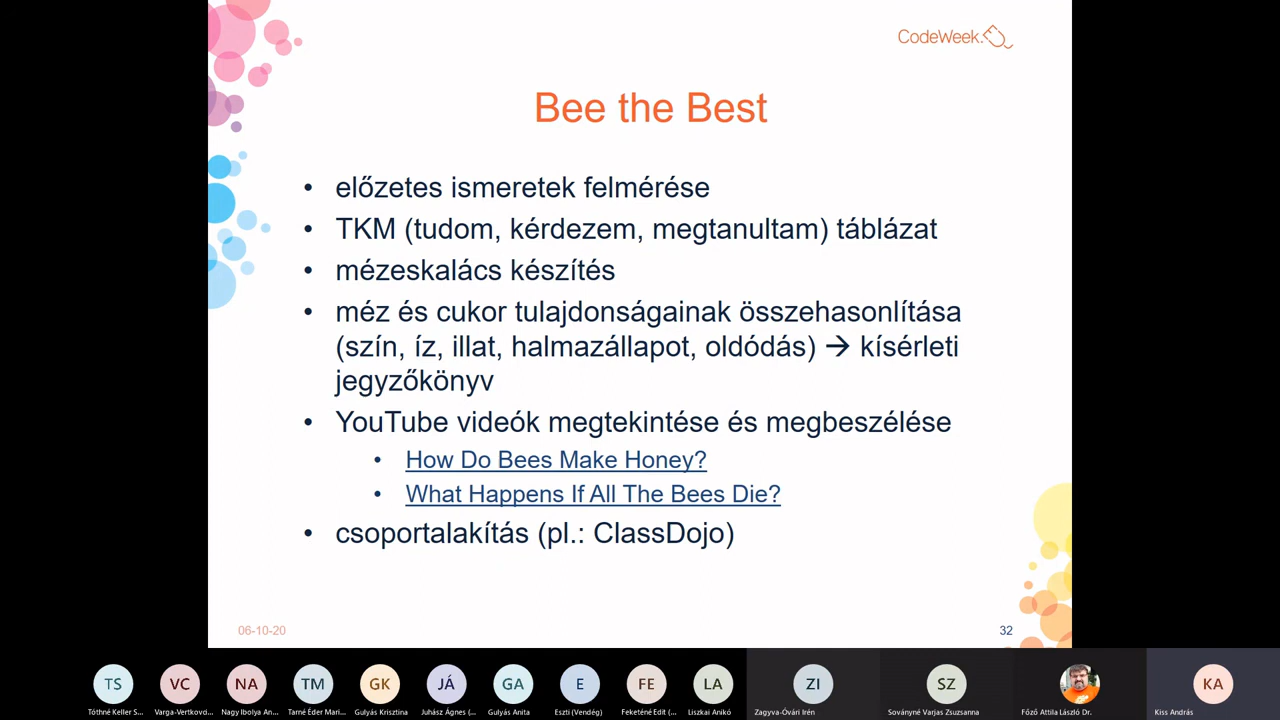 CodeWeek
Bee the Best
• előzetes ismeretek felmérése
• TKM (tudom, kérdezem, megtanultam) táblázat
• mézeskalács készítés
• méz és cukor tulajdonságainak összehasonlítása
(szín, íz, illat, halmazállapot, oldódás) → kísérleti
jegyzőkönyv
• YouTube videók megtekintése és megbeszélése
• How Do Bees Make Honey?
• What Happens If All The Bees Die?
• csoportalakítás (pl.: ClassDojo)
06-10-20
32
TS VC NA TM GK JÁ GA E FE LA ZI SZ KA
Tóthné Keller S... Varga-Vertkovci... Nagy Ibolya An... Tarné Éder Mari... Gulyás Krisztina Juhász Ágnes (... Gulyás Anita Eszti (Vendég) Feketéné Edit (... Liszkai Anikó Zagyva-Óvári Irén Soványné Varjas Zsuzsanna Főző Attila László Dr. Kiss András